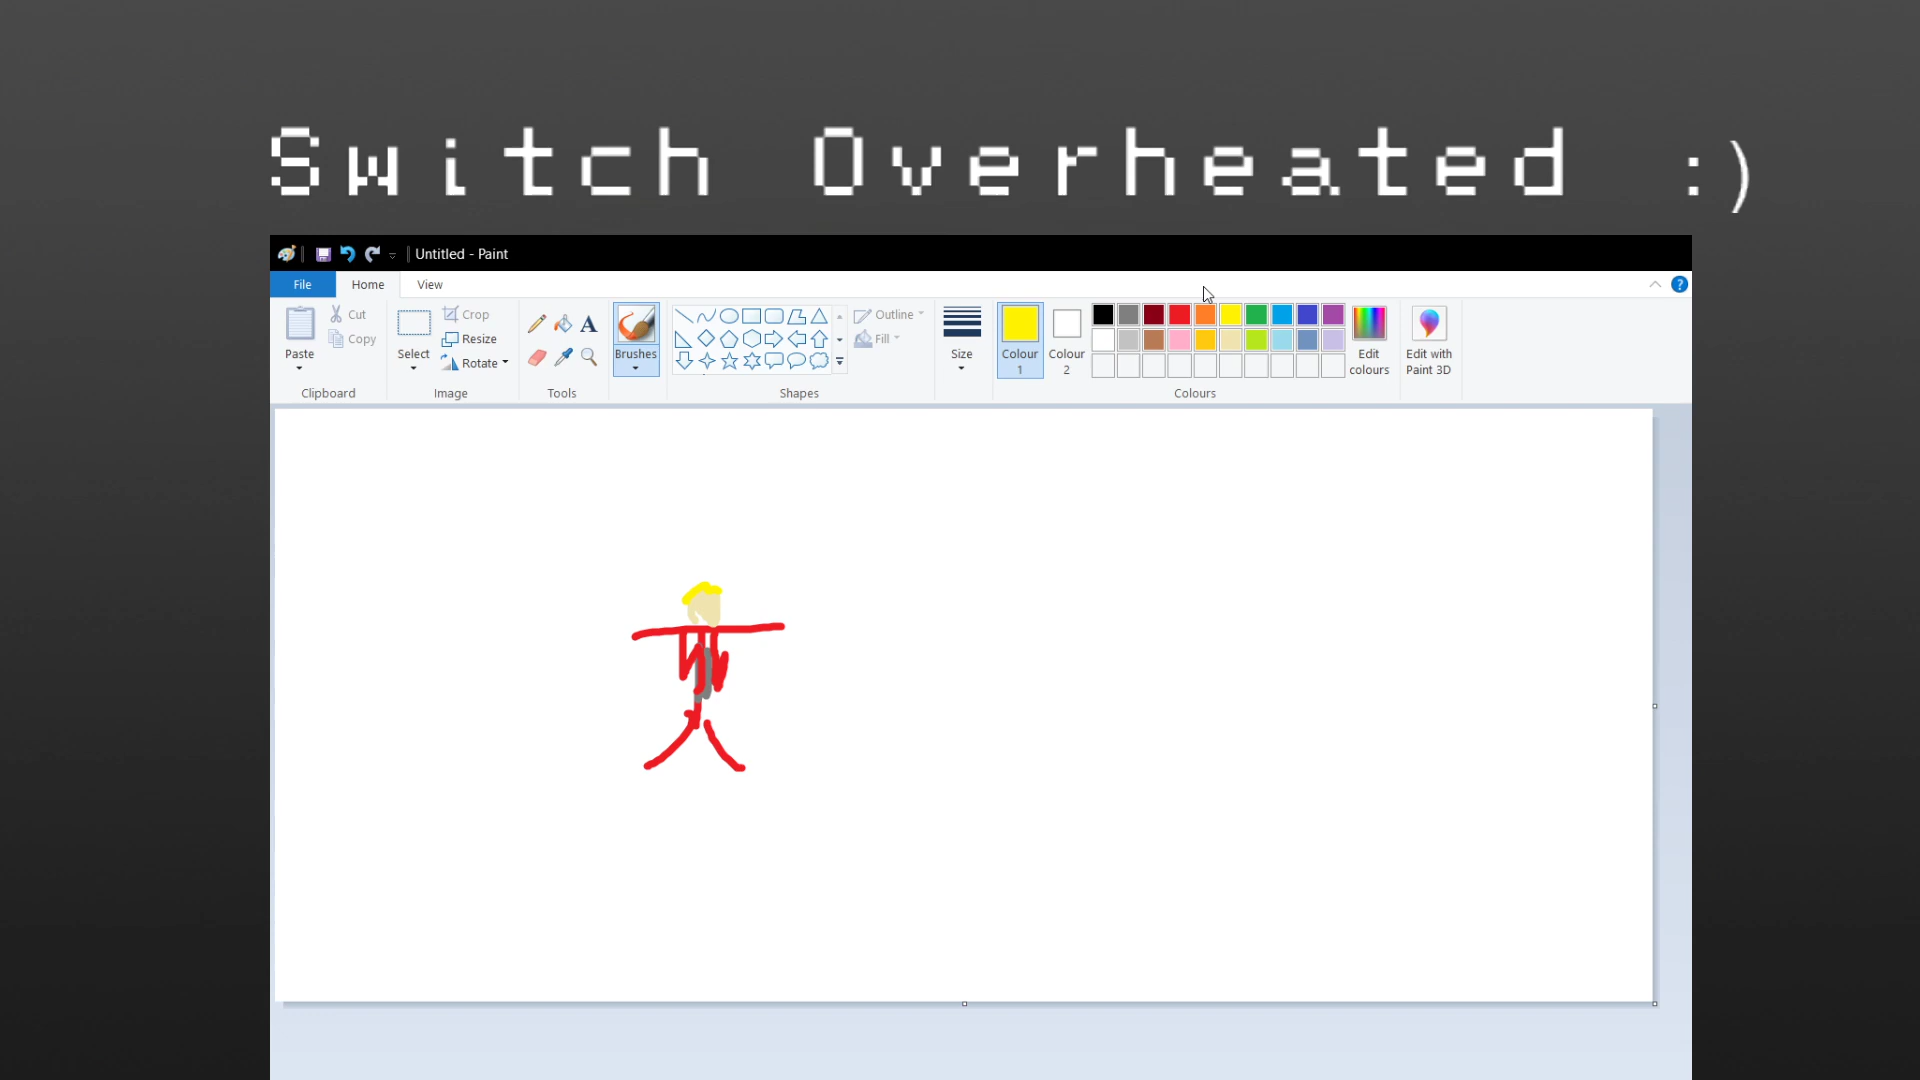 Switch Overheated :)
Untitled - Paint
File Home View
Cut
Copy
Paste
Clipboard
Crop
Resize
Rotate
Select
Image
A
Tools
Brushes
Outline
Fill
Shapes
Size
Colour 1
Colour 2
Edit colours
Colours
Edit with Paint 3D
?